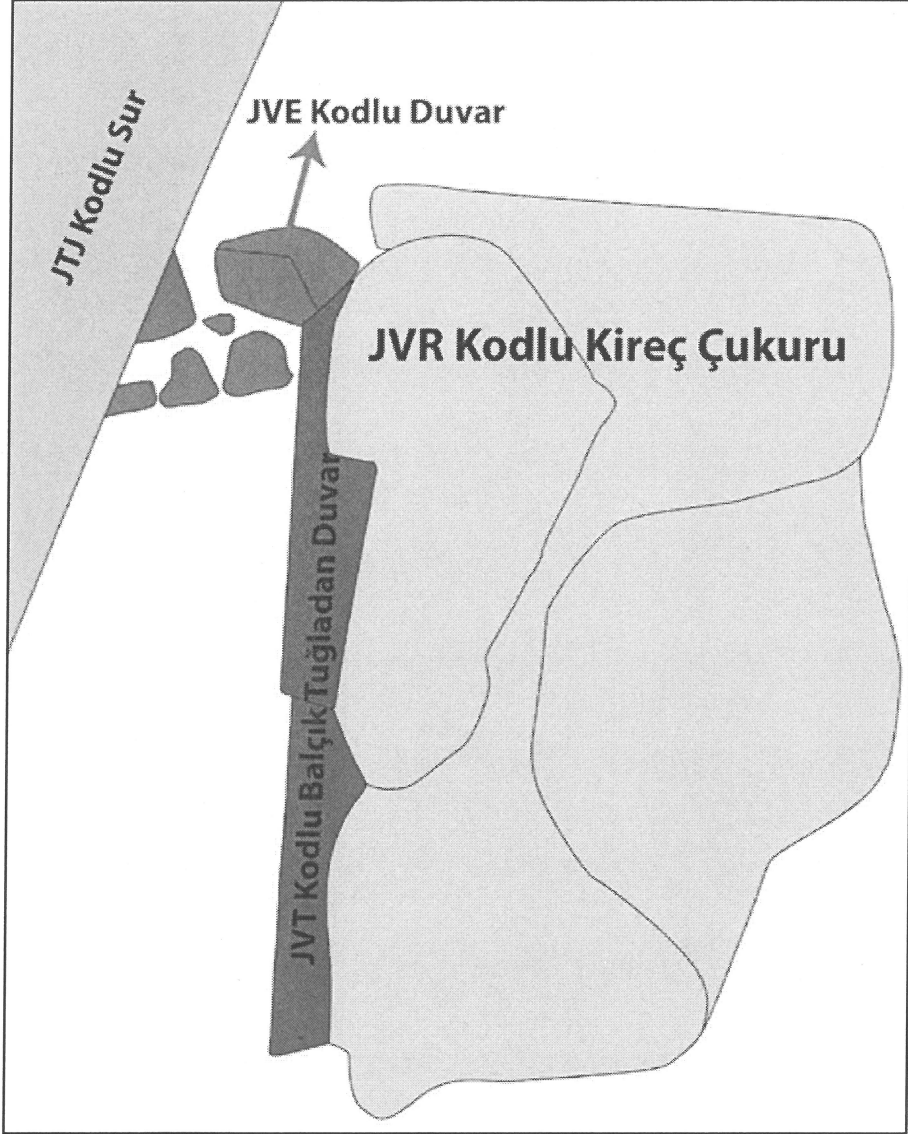 JTJ Kodlu Sur
JVE Kodlu Duvar
JVR Kodlu Kireç Çukuru
JVT Kodlu Balçık Tuğladan Duvar